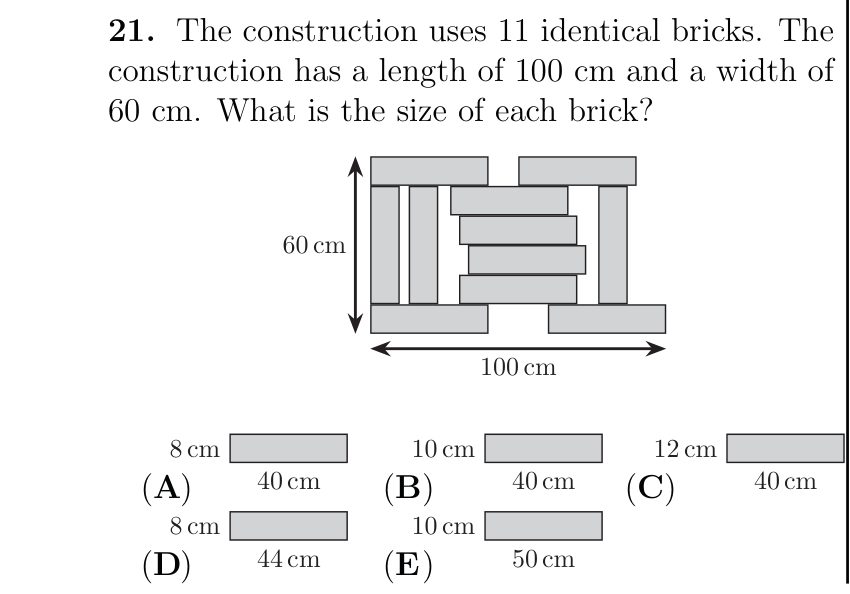 21. The construction uses 11 identical bricks. The
construction has a length of 100 cm and a width of
60 cm. What is the size of each brick?
60 cm
100 cm
8 cm
40 cm
(A)
10 cm
40 cm
(B)
12 cm
40 cm
(C)
8 cm
44 cm
(D)
10 cm
50 cm
(E)